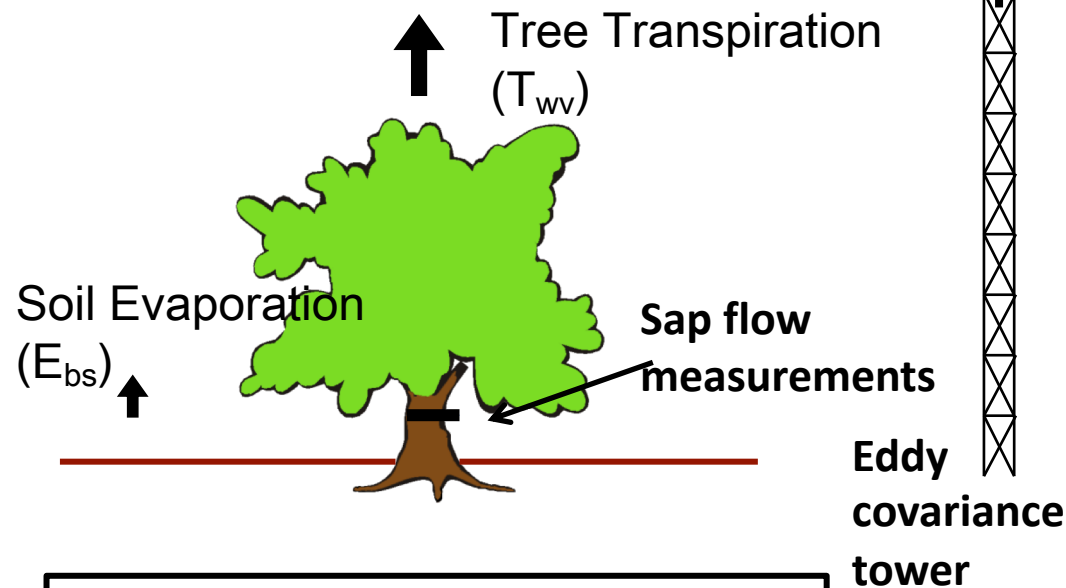 Tree Transpiration
(Twv)
Soil Evaporation
(Ebs)
Sap flow
measurements
Eddy
covariance
tower